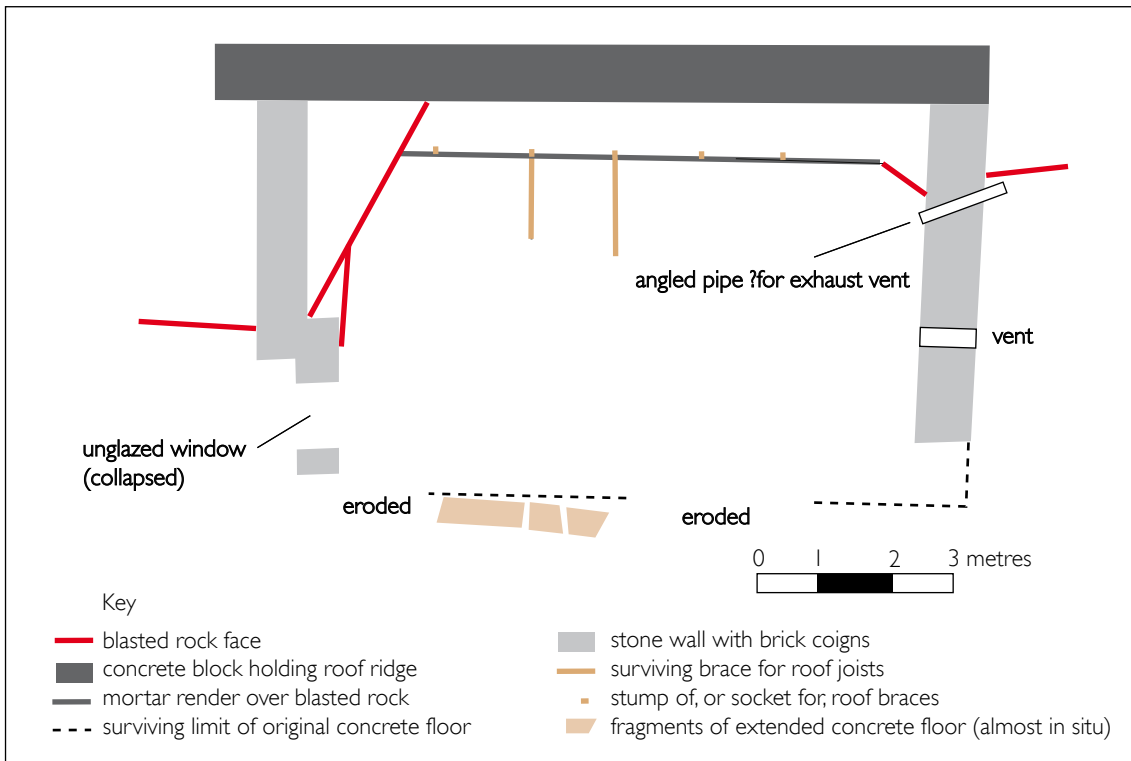 angled pipe ?for exhaust vent
vent
unglazed window
(collapsed)
eroded
eroded
0 1 2 3 metres
Key
blasted rock face
concrete block holding roof ridge
mortar render over blasted rock
surviving limit of original concrete floor
stone wall with brick coigns
surviving brace for roof joists
stump of, or socket for, roof braces
fragments of extended concrete floor (almost in situ)